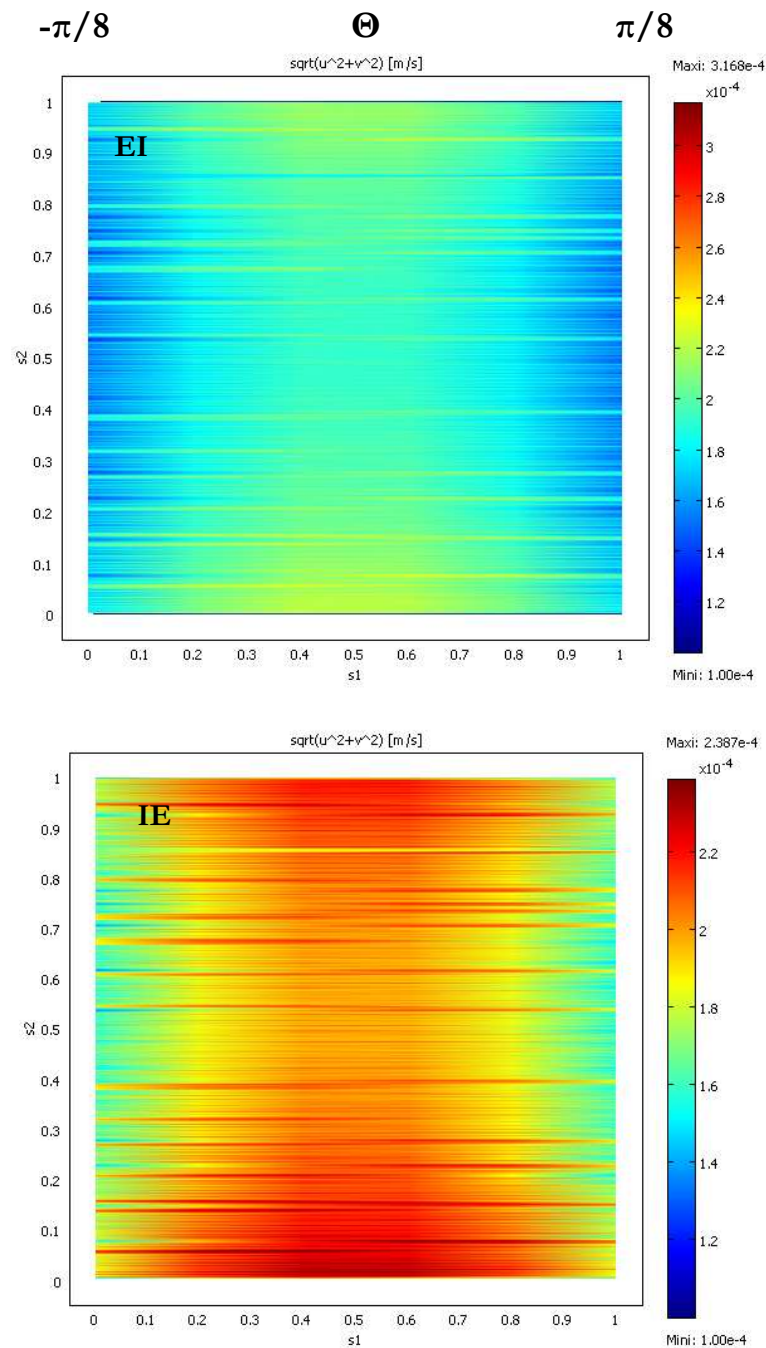 -π/8 Θ π/8
sqrt(u^2+v^2) [m/s]
Maxi: 3.168e-4
x10^-4
EI
1
0.9
0.8
0.7
0.6
0.5
0.4
0.3
0.2
0.1
0
s2
0 0.1 0.2 0.3 0.4 0.5 0.6 0.7 0.8 0.9 1
s1
3
2.8
2.6
2.4
2.2
2
1.8
1.6
1.4
1.2
Mini: 1.00e-4
sqrt(u^2+v^2) [m/s]
Maxi: 2.387e-4
x10^-4
IE
1
0.9
0.8
0.7
0.6
0.5
0.4
0.3
0.2
0.1
0
s2
0 0.1 0.2 0.3 0.4 0.5 0.6 0.7 0.8 0.9 1
s1
2.2
2
1.8
1.6
1.4
1.2
Mini: 1.00e-4